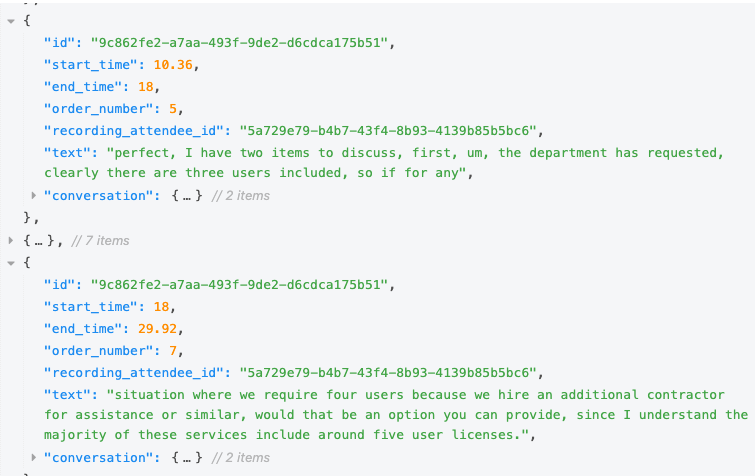 {
"id": "9c862fe2-a7aa-493f-9de2-d6cdca175b51",
"start_time": 10.36,
"end_time": 18,
"order_number": 5,
"recording_attendee_id": "5a729e79-b4b7-43f4-8b93-4139b85b5bc6",
"text": "perfect, I have two items to discuss, first, um, the department has requested,
clearly there are three users included, so if for any",
"conversation": {…} // 2 items
},
{…}, // 7 items
{
"id": "9c862fe2-a7aa-493f-9de2-d6cdca175b51",
"start_time": 18,
"end_time": 29.92,
"order_number": 7,
"recording_attendee_id": "5a729e79-b4b7-43f4-8b93-4139b85b5bc6",
"text": "situation where we require four users because we hire an additional contractor
for assistance or similar, would that be an option you can provide, since I understand the
majority of these services include around five user licenses.",
"conversation": {…} // 2 items